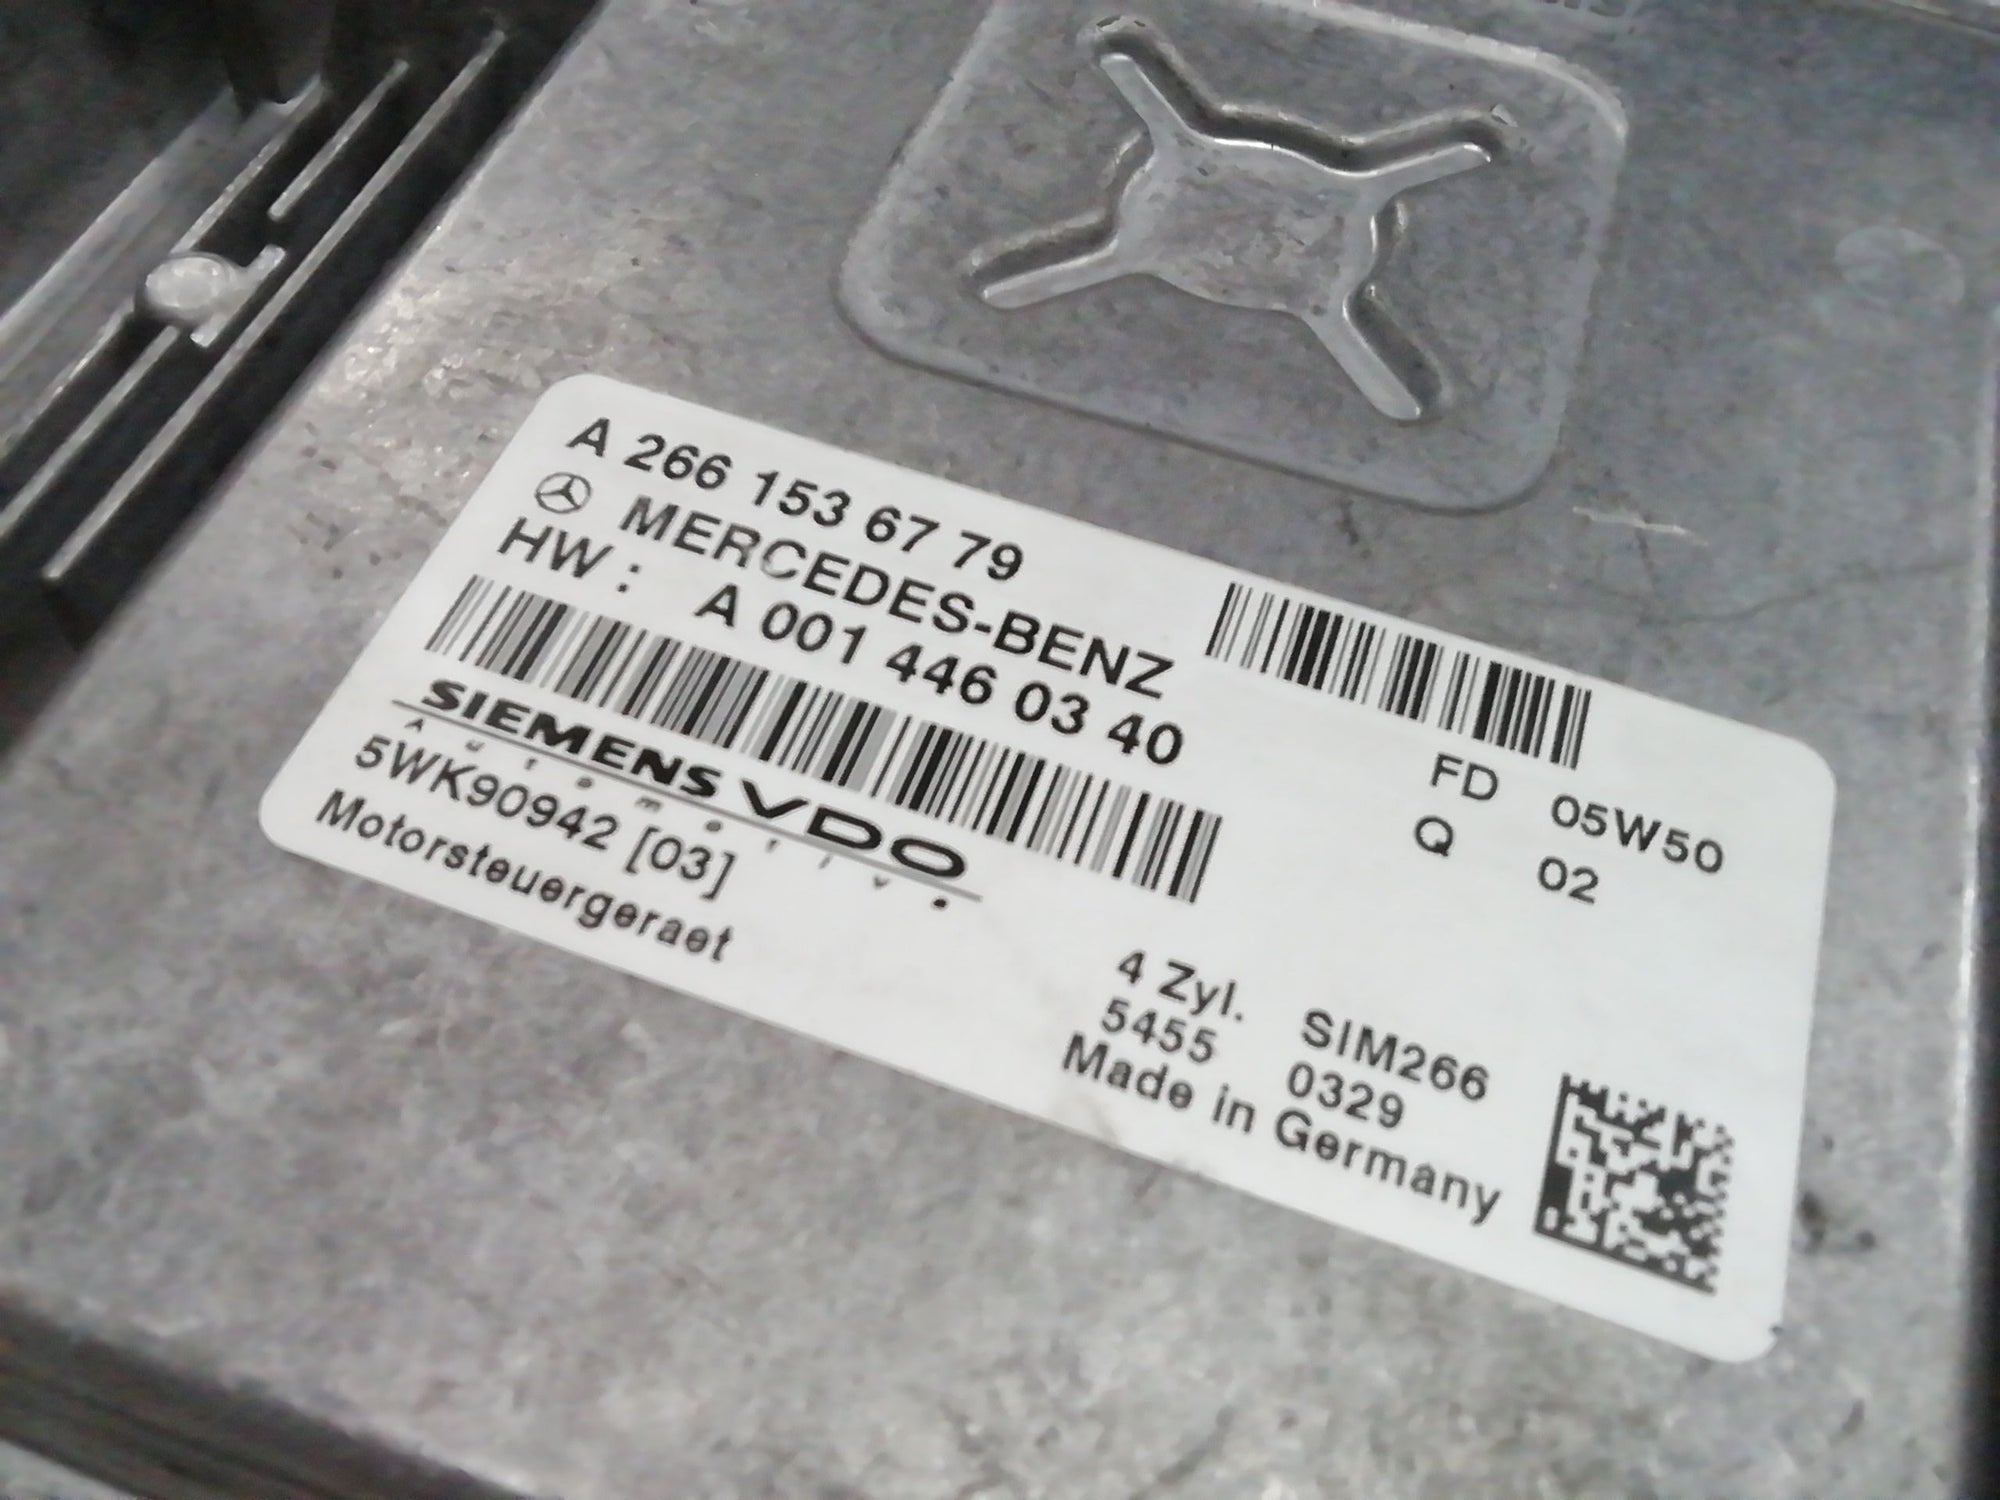 A 266 153 67 79
MERCEDES-BENZ
HW : A 001 446 03 40
SIEMENS VDO
Automotive
5WK90942 [03]
Motorsteuergeraet
FD 05W50
Q 02
4 Zyl. SIM266
5455 0329
Made in Germany